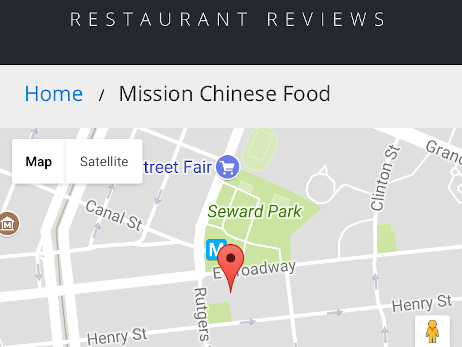 RESTAURANT REVIEWS
Home / Mission Chinese Food
Map
Satellite
treet Fair
Grand
Canal St
Clinton St
Seward Park
M
E Broadway
Rutgers
Henry St
Henry St